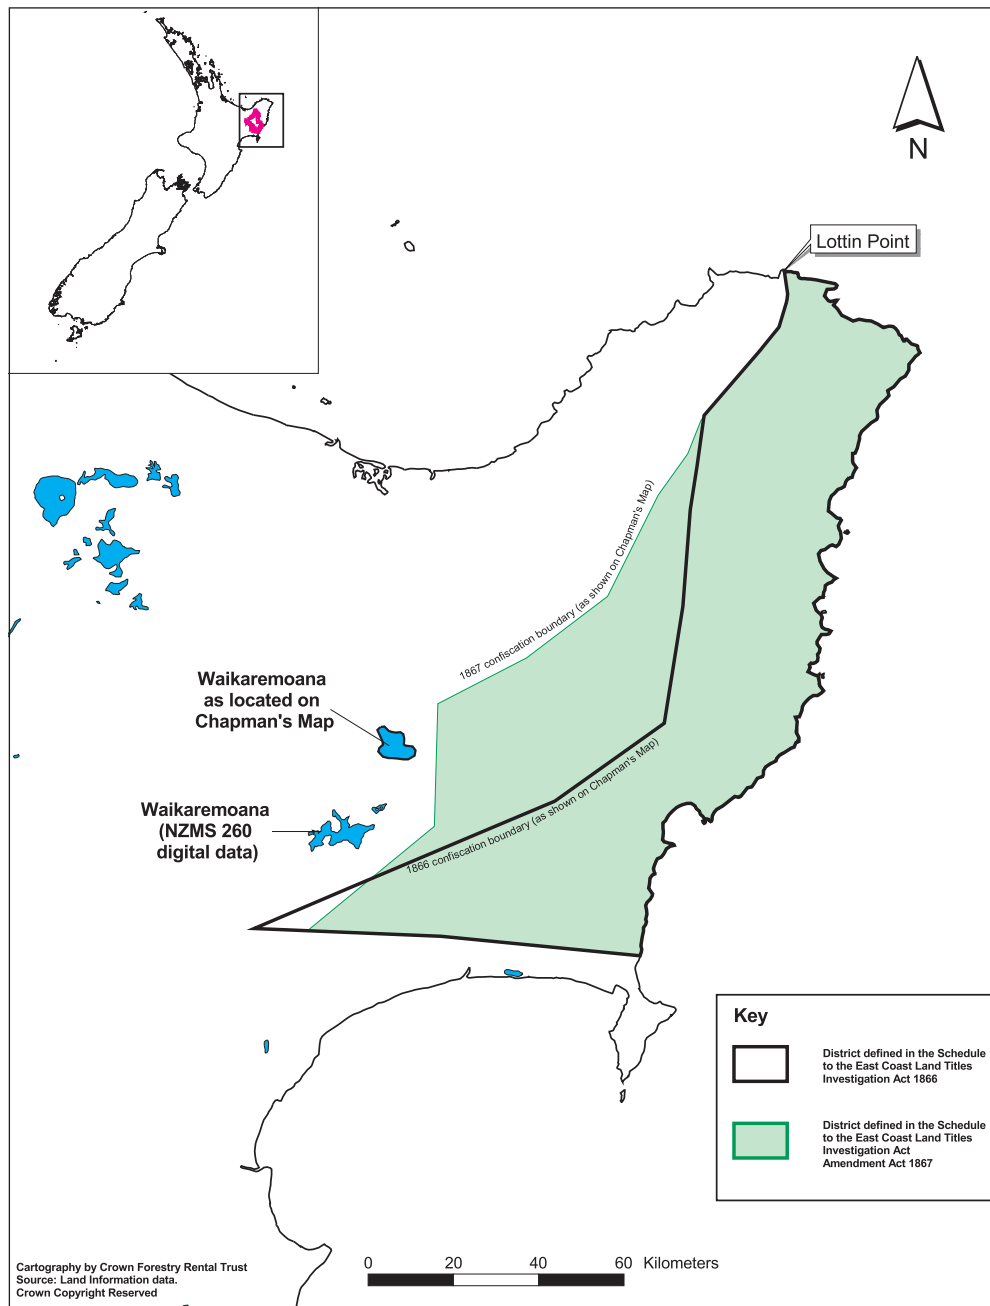 N
Lottin Point
1867 confiscation boundary (as shown on Chapman's Map)
Waikaremoana
as located on
Chapman's Map
Waikaremoana
(NZMS 260
digital data)
1866 confiscation boundary (as shown on Chapman's Map)
Key
District defined in the Schedule
to the East Coast Land Titles
Investigation Act 1866
District defined in the Schedule
to the East Coast Land Titles
Investigation Act
Amendment Act 1867
0 20 40 60 Kilometers
Cartography by Crown Forestry Rental Trust
Source: Land Information data.
Crown Copyright Reserved